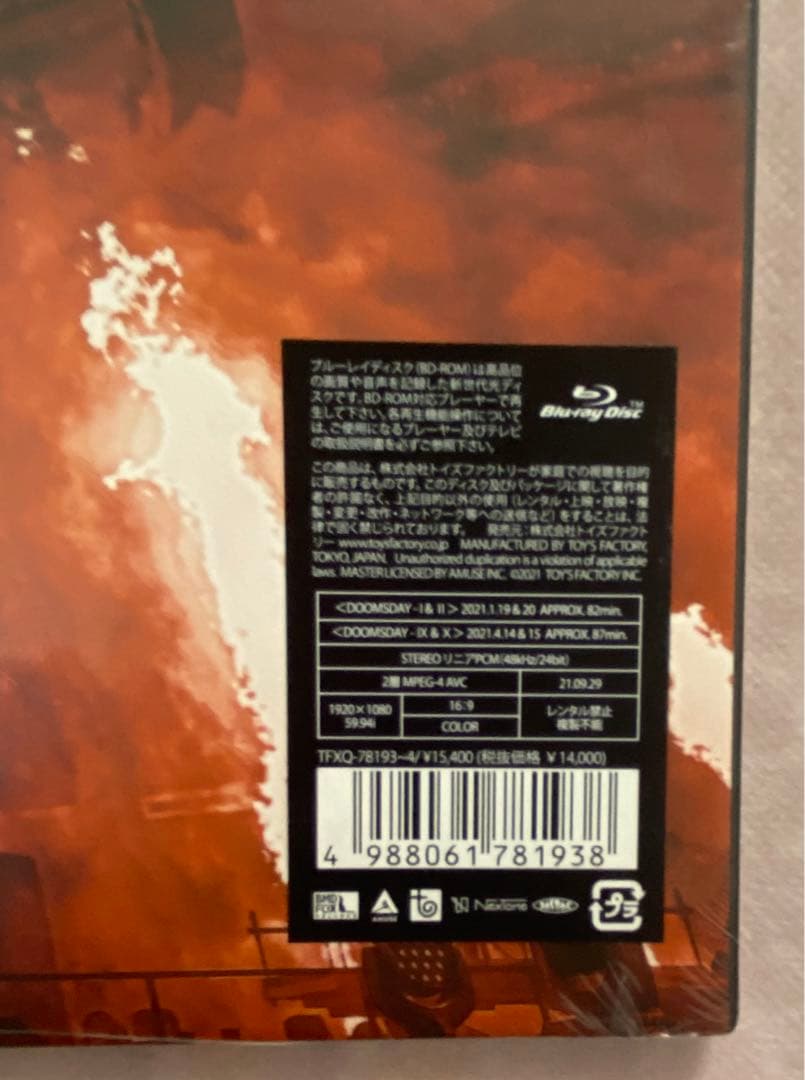 ブルーレイディスク(BD-ROM)は高品位
の画質や音声を記録した新世代光ディ
スクです。BD-ROM対応プレーヤーで再
生して下さい。各再生機能操作について
は、ご使用になるプレーヤー及びテレビ
の取扱説明書を必ずご参照下さい。
Blu-ray Disc™
この商品は、株式会社トイズファクトリーが家庭での視聴を目的
に販売するものです。このディスク及びパッケージに関して著作権
者の許諾なく、上記目的以外の使用(レンタル・上映・放映・複
製・変更・改作・ネットワーク等への送信など)をすることは、法
律で固く禁じられております。 発売元:株式会社トイズファクト
リー www.toysfactory.co.jp MANUFACTURED BY TOY'S FACTORY,
TOKYO, JAPAN. Unauthorized duplication is a violation of applicable
laws. MASTER LICENSED BY AMUSE INC. ©2021 TOY'S FACTORY INC.
<DOOMSDAY - I & II> 2021.1.19 & 20 APPROX. 82min.
<DOOMSDAY - IX & X> 2021.4.14 & 15 APPROX. 87min.
STEREO リニアPCM (48kHz/24bit)
2層 MPEG-4 AVC 21.09.29
1920×1080 59.94i 16:9 COLOR レンタル禁止 複製不能
TFXQ-78193~4/¥15,400 (税抜価格 ¥14,000)
4 988061 781938
AMUSE NexTone プラ